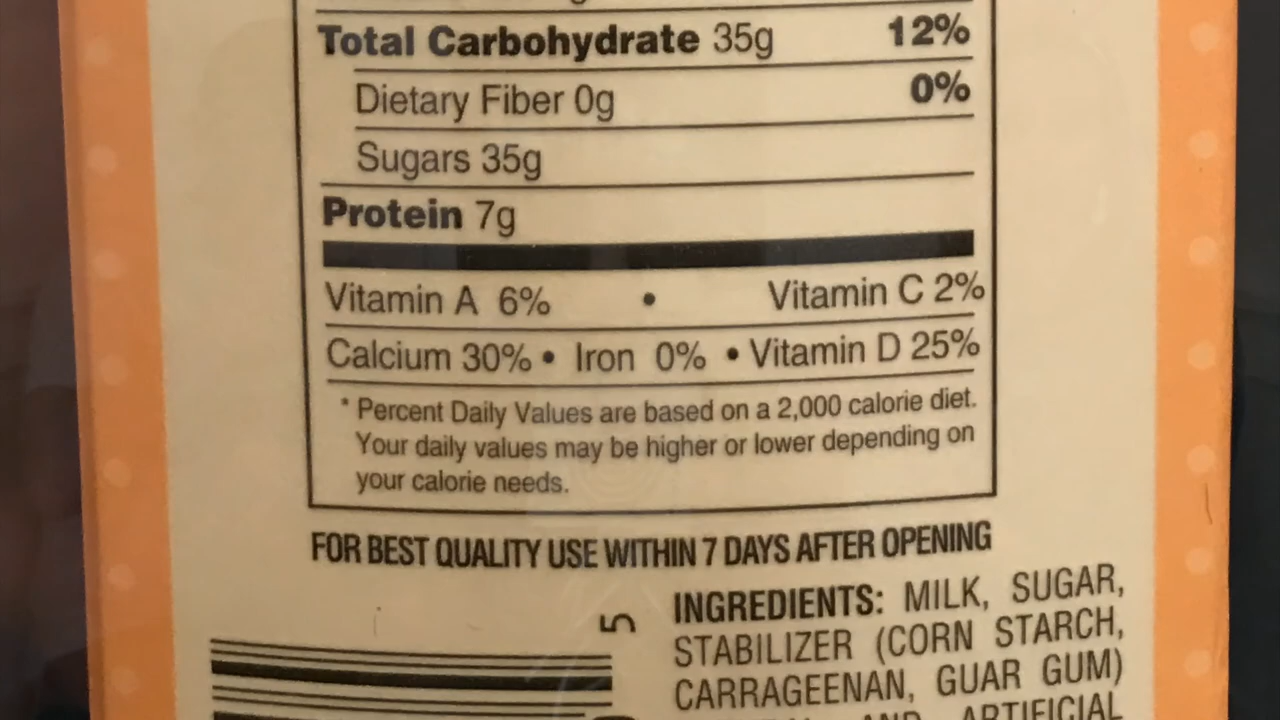 Total Carbohydrate 35g 12%
Dietary Fiber 0g 0%
Sugars 35g
Protein 7g
Vitamin A 6% • Vitamin C 2%
Calcium 30% • Iron 0% • Vitamin D 25%
* Percent Daily Values are based on a 2,000 calorie diet.
Your daily values may be higher or lower depending on
your calorie needs.
FOR BEST QUALITY USE WITHIN 7 DAYS AFTER OPENING
5
INGREDIENTS: MILK, SUGAR,
STABILIZER (CORN STARCH,
CARRAGEENAN, GUAR GUM)
AND ARTIFICIAL